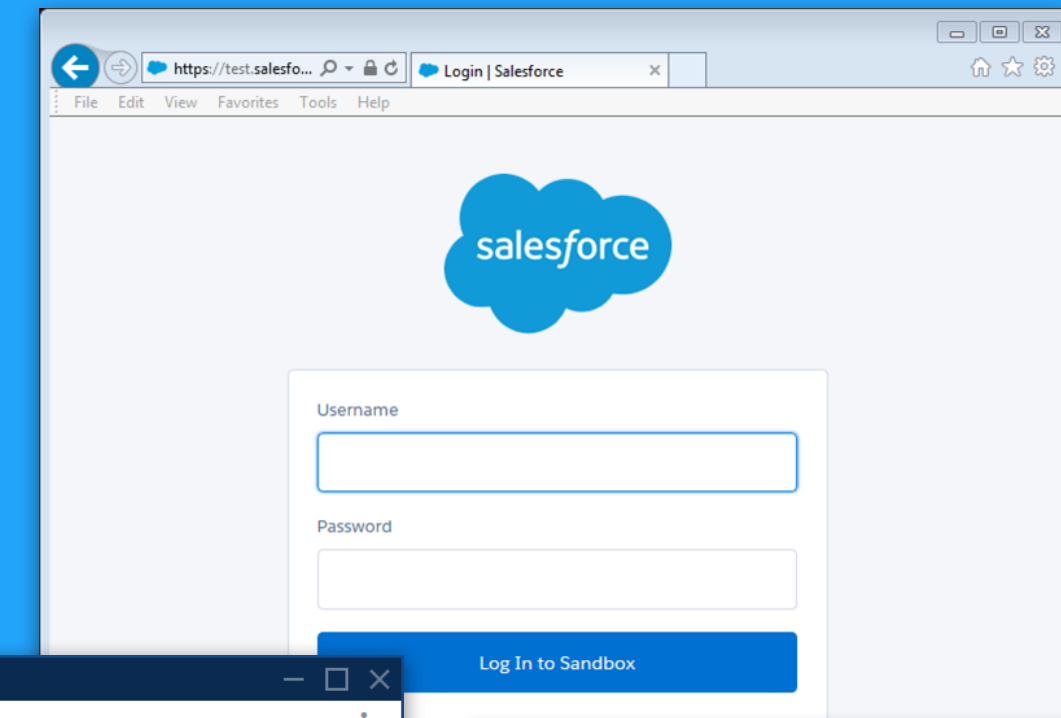 https://test.salesfo...
Login | Salesforce
File Edit View Favorites Tools Help
salesforce
Username
Password
Log In to Sandbox